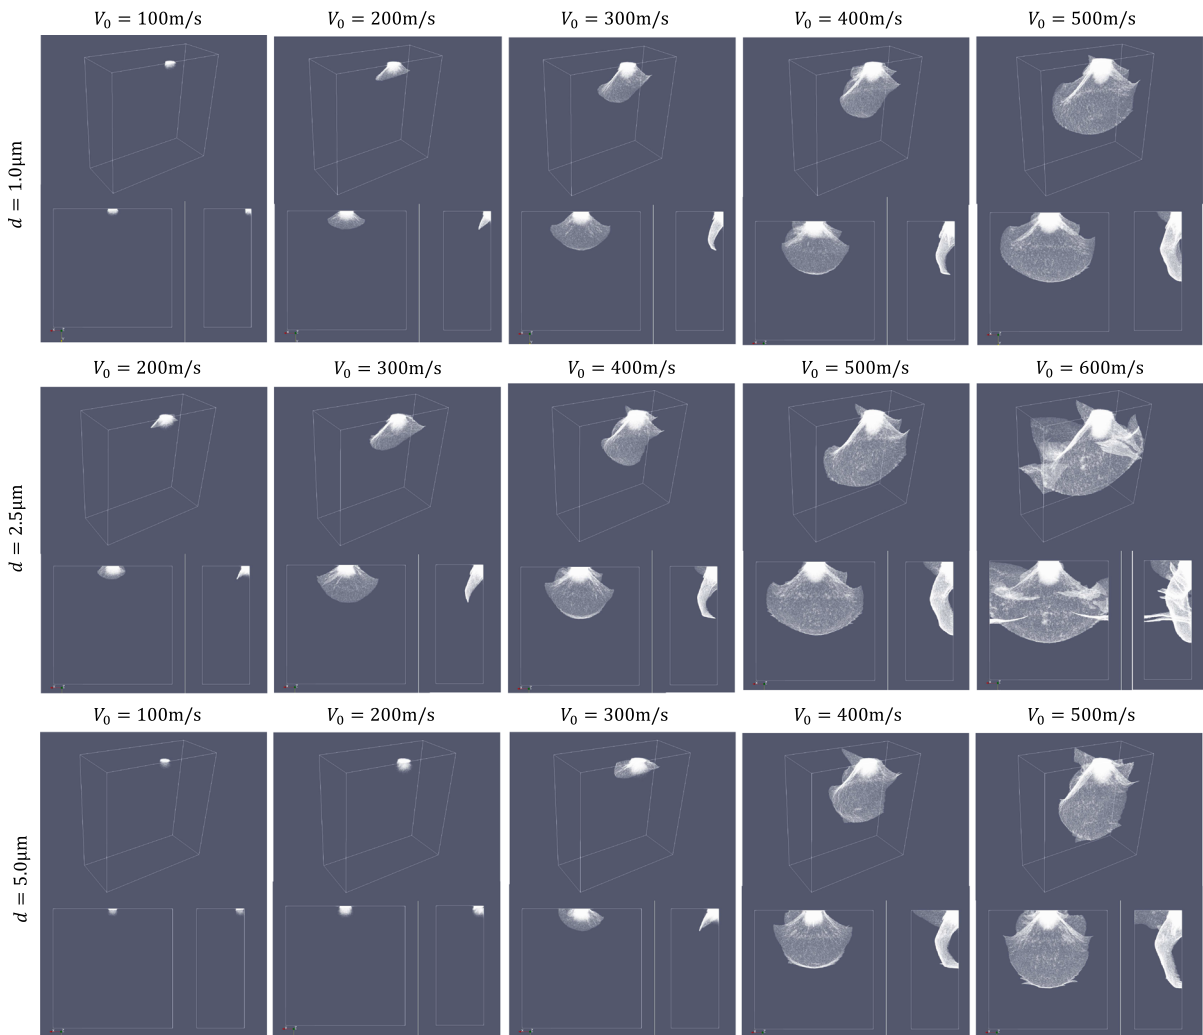 V₀ = 100m/s V₀ = 200m/s V₀ = 300m/s V₀ = 400m/s V₀ = 500m/s
d = 1.0μm
V₀ = 200m/s V₀ = 300m/s V₀ = 400m/s V₀ = 500m/s V₀ = 600m/s
d = 2.5μm
V₀ = 100m/s V₀ = 200m/s V₀ = 300m/s V₀ = 400m/s V₀ = 500m/s
d = 5.0μm